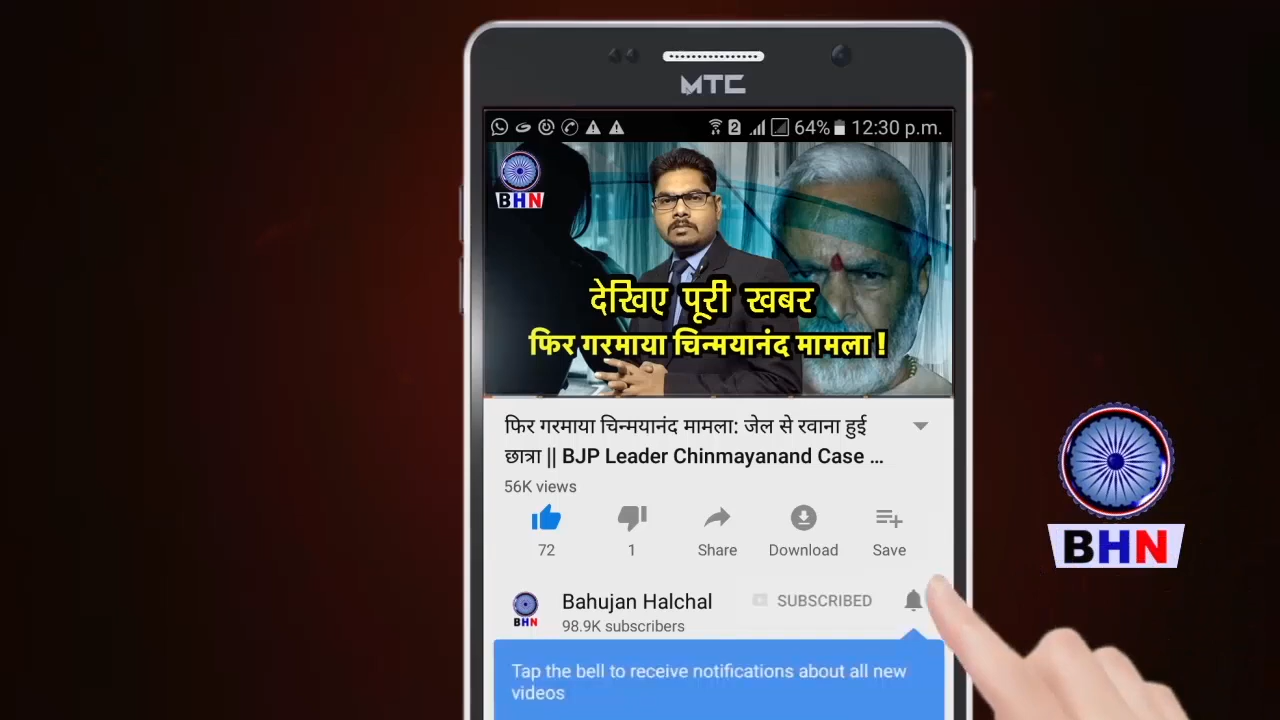 MTC
2 64% 12:30 p.m.
BHN
देखिए पूरी खबर
फिर गरमाया चिन्मयानंद मामला !
फिर गरमाया चिन्मयानंद मामला: जेल से रवाना हुई
छात्रा || BJP Leader Chinmayanand Case ...
56K views
72 1 Share Download Save
BHN
Bahujan Halchal SUBSCRIBED
BHN 98.9K subscribers
Tap the bell to receive notifications about all new
videos